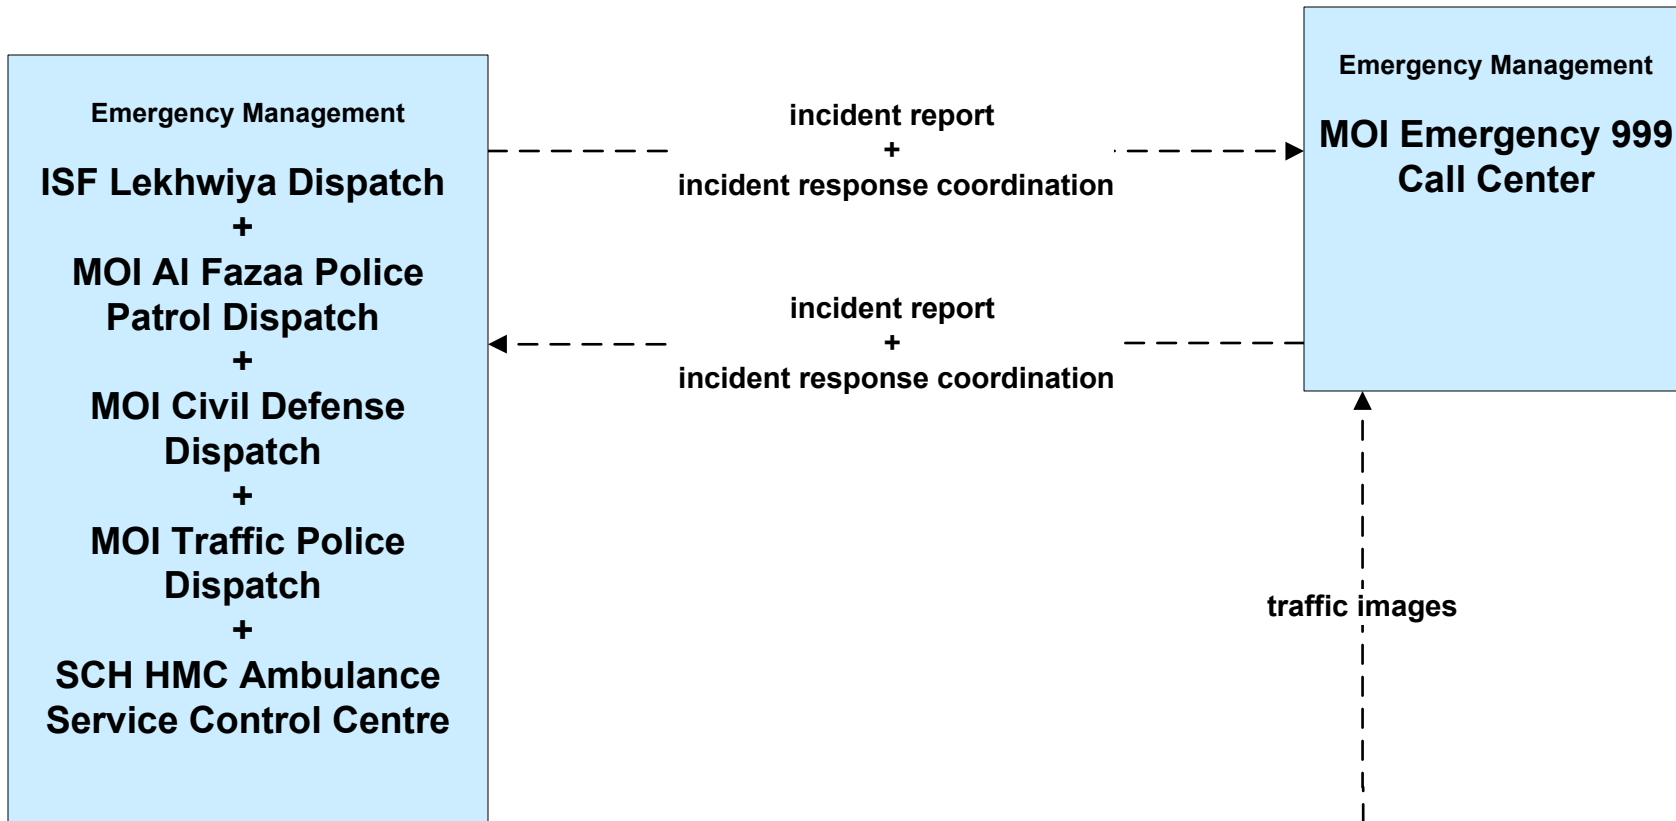 Emergency Management
ISF Lekhwiya Dispatch
+
MOI Al Fazaa Police
Patrol Dispatch
+
MOI Civil Defense
Dispatch
+
MOI Traffic Police
Dispatch
+
SCH HMC Ambulance
Service Control Centre
incident report
+
incident response coordination
incident report
+
incident response coordination
Emergency Management
MOI Emergency 999
Call Center
traffic images